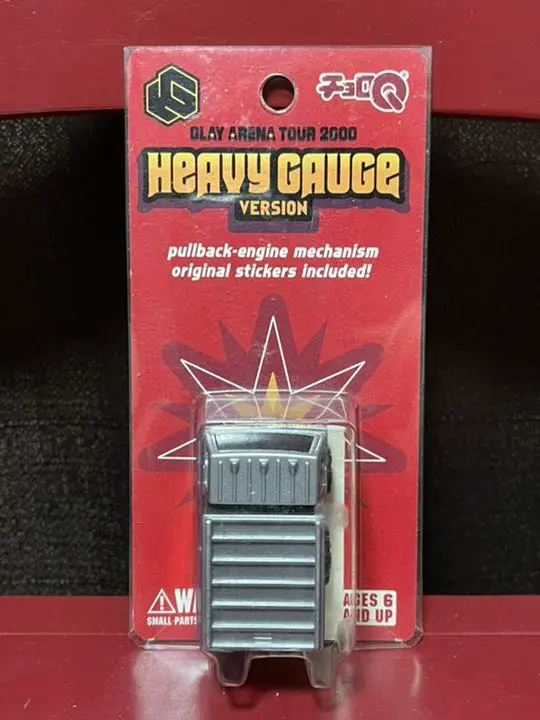 チョロQ
GLAY ARENA TOUR 2000
HEAVY GAUGE
VERSION
pullback-engine mechanism
original stickers included!
SMALL PARTS
AGES 6
AND UP